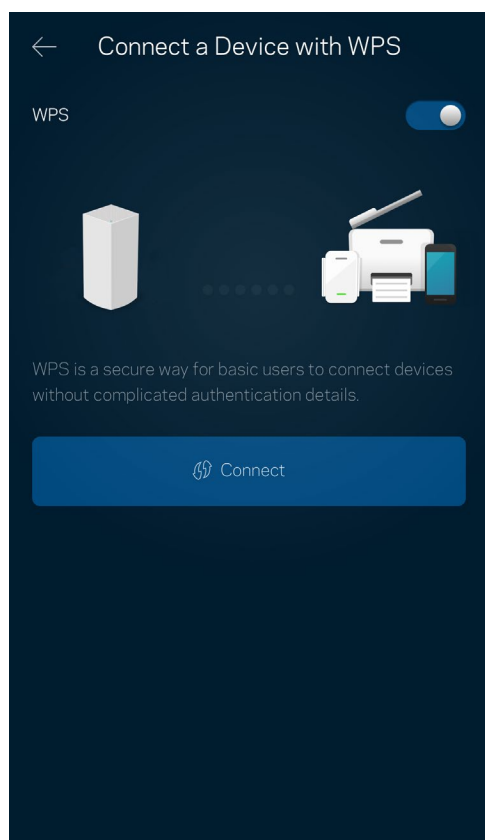 Connect a Device with WPS
WPS
WPS is a secure way for basic users to connect devices
without complicated authentication details.
Connect